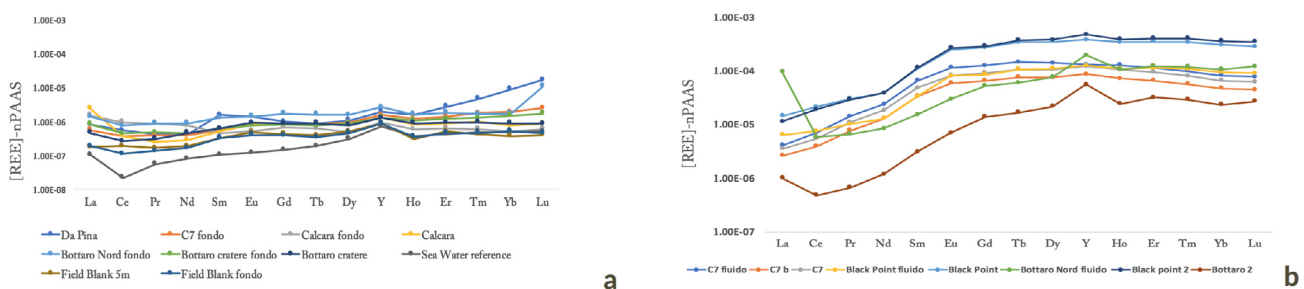 1.00E-03
1.00E-04
1.00E-05
1.00E-06
1.00E-07
1.00E-08
[REE]-nPAAS
La Ce Pr Nd Sm Eu Gd Tb Dy Y Ho Er Tm Yb Lu
Da Pina C7 fondo Calcara fondo Calcara
Bottaro Nord fondo Bottaro cratere fondo Bottaro cratere Sea Water reference
Field Blank 5m Field Blank fondo
a
1.00E-03
1.00E-04
1.00E-05
1.00E-06
1.00E-07
[REE]-nPAAS
La Ce Pr Nd Sm Eu Gd Tb Dy Y Ho Er Tm Yb Lu
C7 fluido C7 b C7 Black Point fluido Black Point Bottaro Nord fluido Black point 2 Bottaro 2
b